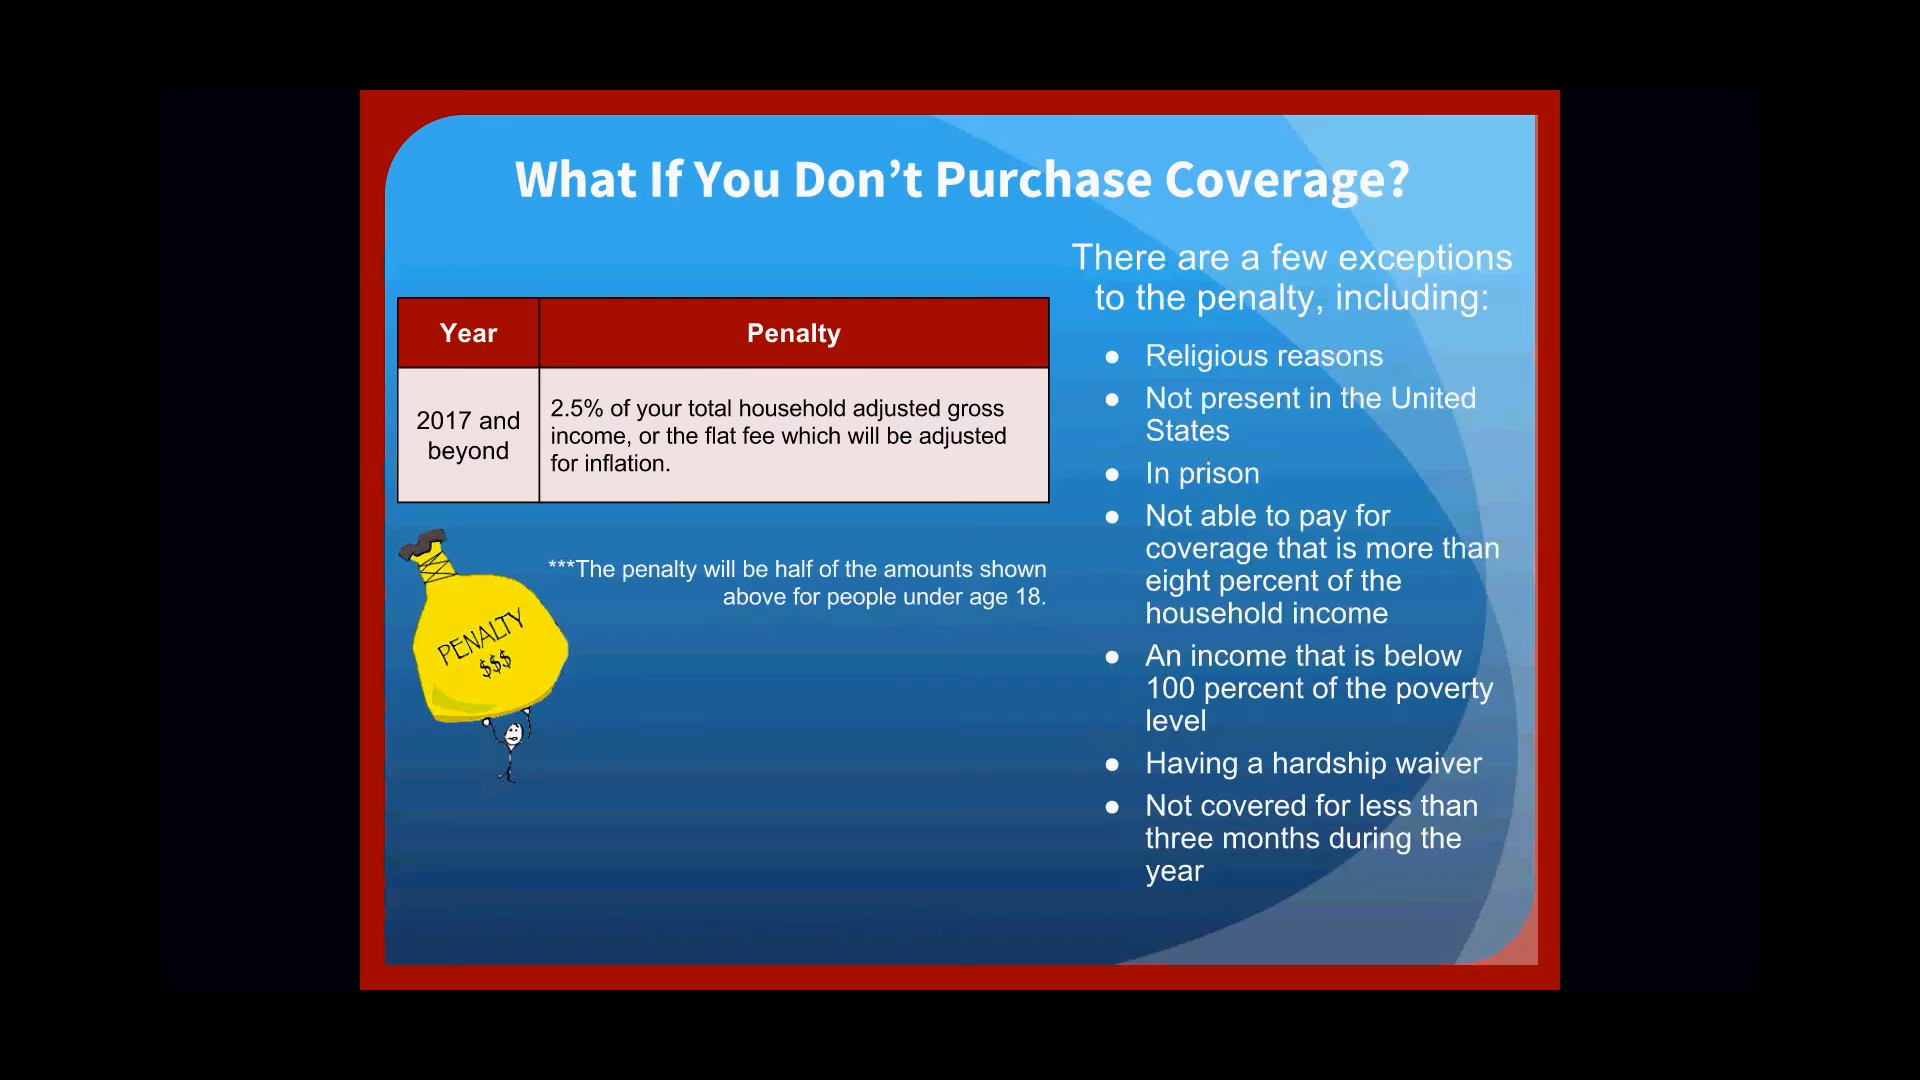 What If You Don’t Purchase Coverage?
Year
Penalty
2017 and
beyond
2.5% of your total household adjusted gross
income, or the flat fee which will be adjusted
for inflation.
***The penalty will be half of the amounts shown
above for people under age 18.
PENALTY
$$$
There are a few exceptions
to the penalty, including:
● Religious reasons
● Not present in the United
States
● In prison
● Not able to pay for
coverage that is more than
eight percent of the
household income
● An income that is below
100 percent of the poverty
level
● Having a hardship waiver
● Not covered for less than
three months during the
year